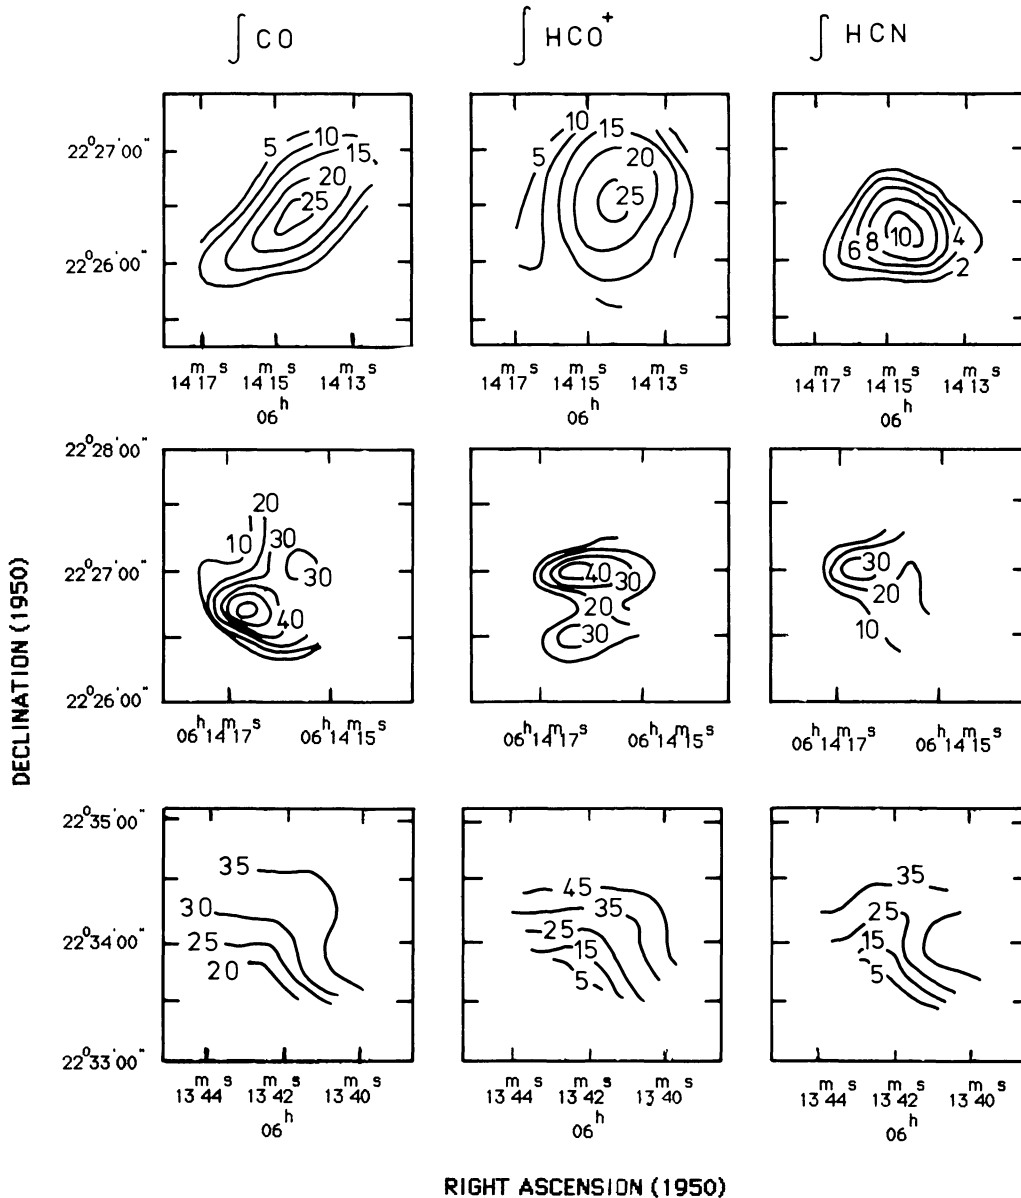 ∫ CO ∫ HCO⁺ ∫ HCN
22°27'00" 5 10 15 20 25
10 15 5 20 25
6 8 10 4 2
22°26'00"
14ᵐ17ˢ 14ᵐ15ˢ 14ᵐ13ˢ 14ᵐ17ˢ 14ᵐ15ˢ 14ᵐ13ˢ 14ᵐ17ˢ 14ᵐ15ˢ 14ᵐ13ˢ
06ʰ 06ʰ 06ʰ
22°28'00"
20 10 30 30 40
40 30 20 30
30 20 10
22°27'00"
22°26'00"
06ʰ14ᵐ17ˢ 06ʰ14ᵐ15ˢ 06ʰ14ᵐ17ˢ 06ʰ14ᵐ15ˢ 06ʰ14ᵐ17ˢ 06ʰ14ᵐ15ˢ
22°35'00"
35 30 25 20
45 35 25 15 5
35 25 15 5
22°34'00"
22°33'00"
13ᵐ44ˢ 13ᵐ42ˢ 13ᵐ40ˢ 13ᵐ44ˢ 13ᵐ42ˢ 13ᵐ40ˢ 13ᵐ44ˢ 13ᵐ42ˢ 13ᵐ40ˢ
06ʰ 06ʰ 06ʰ
DECLINATION (1950)
RIGHT ASCENSION (1950)